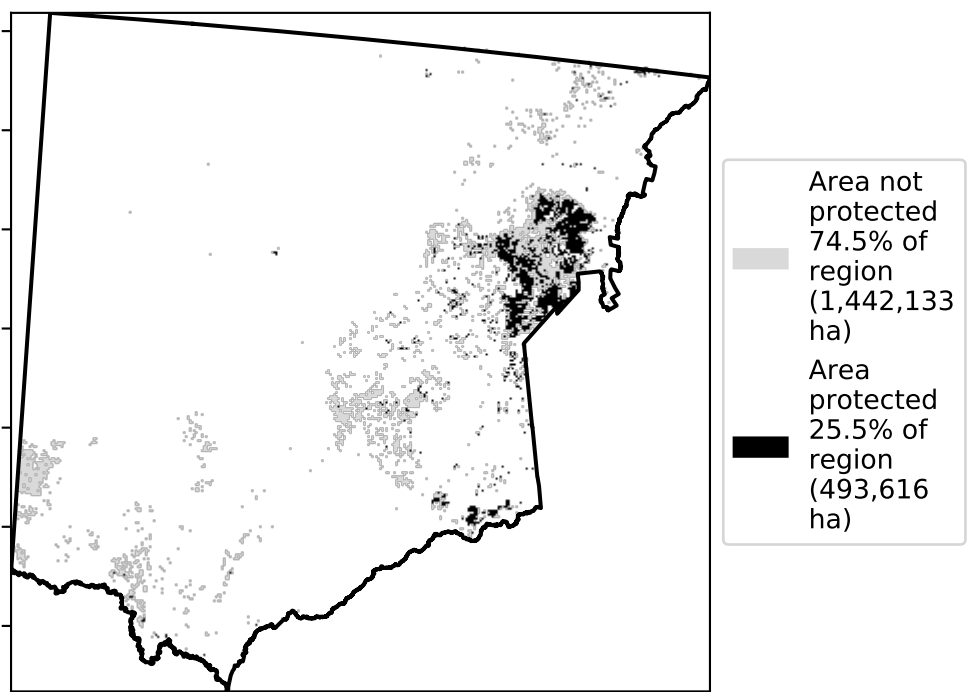 Area not
protected
74.5% of
region
(1,442,133
ha)
Area
protected
25.5% of
region
(493,616
ha)